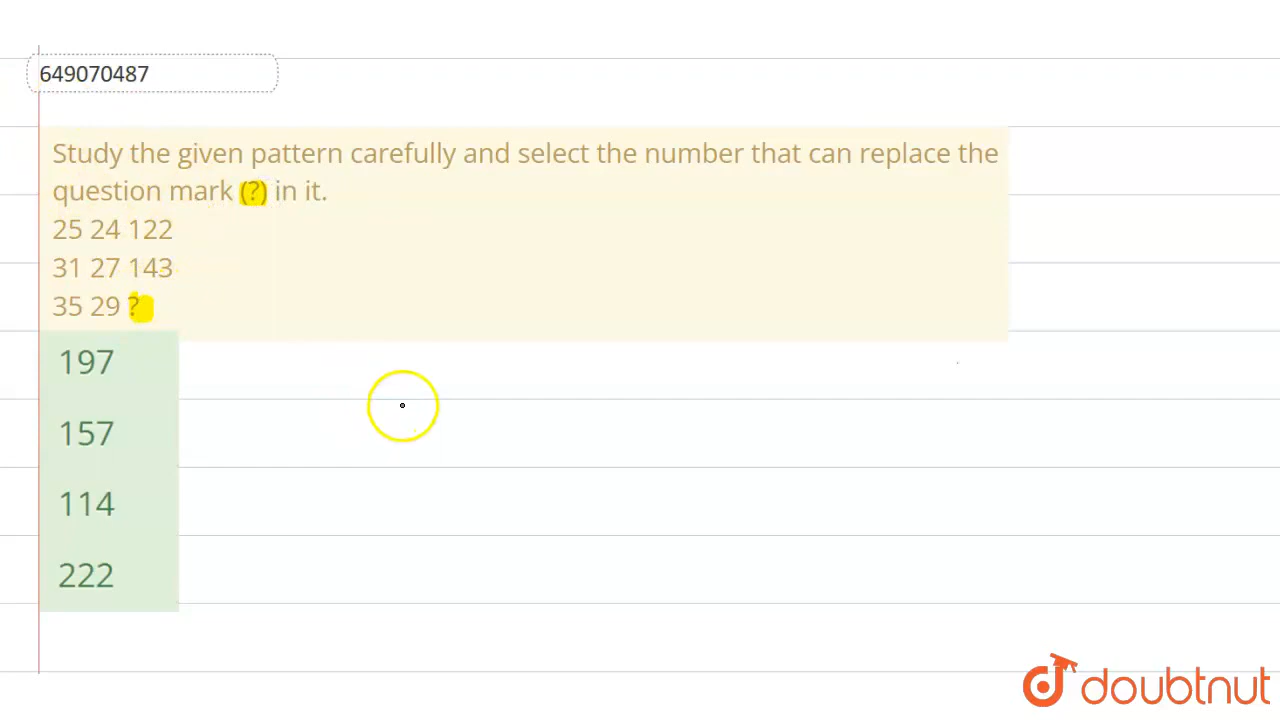 649070487
Study the given pattern carefully and select the number that can replace the
question mark (?) in it.
25 24 122
31 27 143
35 29 ?
197
157
114
222
doubtnut